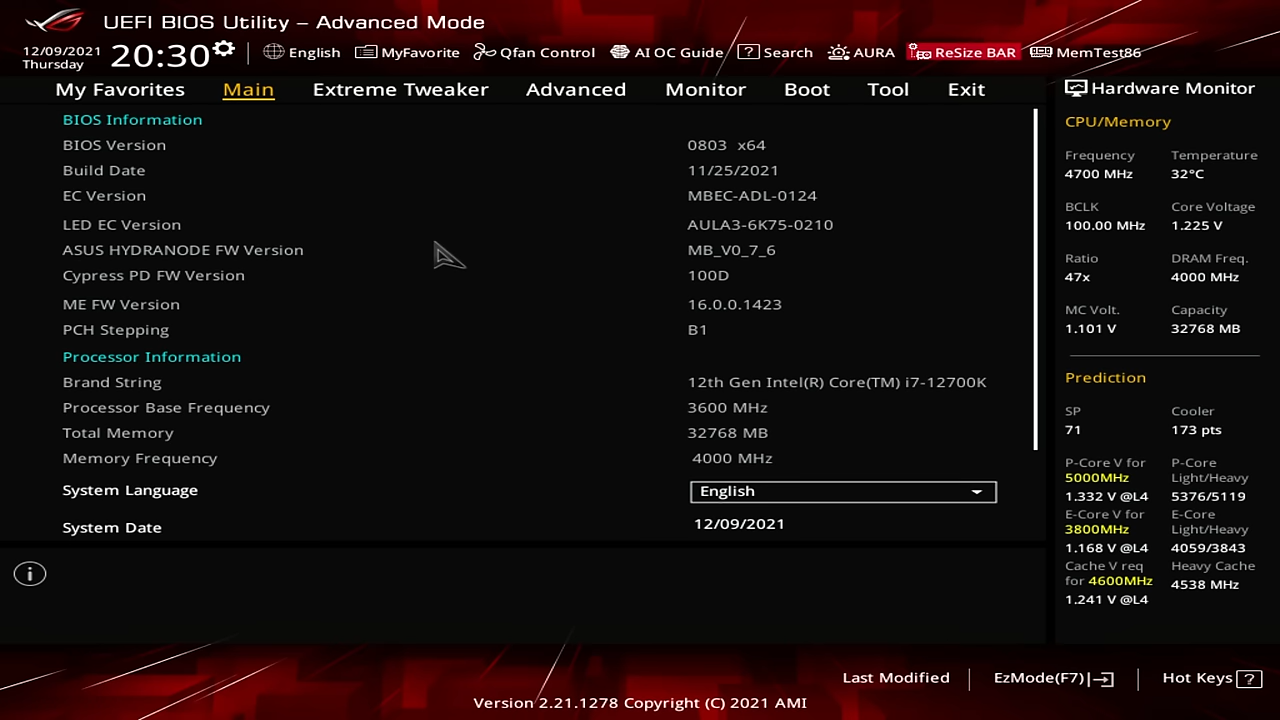 UEFI BIOS Utility – Advanced Mode
12/09/2021
Thursday
20:30
English
MyFavorite
Qfan Control
AI OC Guide
? Search
AURA
ReSize BAR
MemTest86
My Favorites Main Extreme Tweaker Advanced Monitor Boot Tool Exit
BIOS Information
BIOS Version 0803 x64
Build Date 11/25/2021
EC Version MBEC-ADL-0124
LED EC Version AULA3-6K75-0210
ASUS HYDRANODE FW Version MB_V0_7_6
Cypress PD FW Version 100D
ME FW Version 16.0.0.1423
PCH Stepping B1
Processor Information
Brand String 12th Gen Intel(R) Core(TM) i7-12700K
Processor Base Frequency 3600 MHz
Total Memory 32768 MB
Memory Frequency 4000 MHz
System Language English
System Date 12/09/2021
i
Hardware Monitor
CPU/Memory
Frequency Temperature
4700 MHz 32°C
BCLK Core Voltage
100.00 MHz 1.225 V
Ratio DRAM Freq.
47x 4000 MHz
MC Volt. Capacity
1.101 V 32768 MB
Prediction
SP Cooler
71 173 pts
P-Core V for P-Core
5000MHz Light/Heavy
1.332 V @L4 5376/5119
E-Core V for E-Core
3800MHz Light/Heavy
1.168 V @L4 4059/3843
Cache V req Heavy Cache
for 4600MHz 4538 MHz
1.241 V @L4
Last Modified
EzMode(F7)
Hot Keys ?
Version 2.21.1278 Copyright (C) 2021 AMI